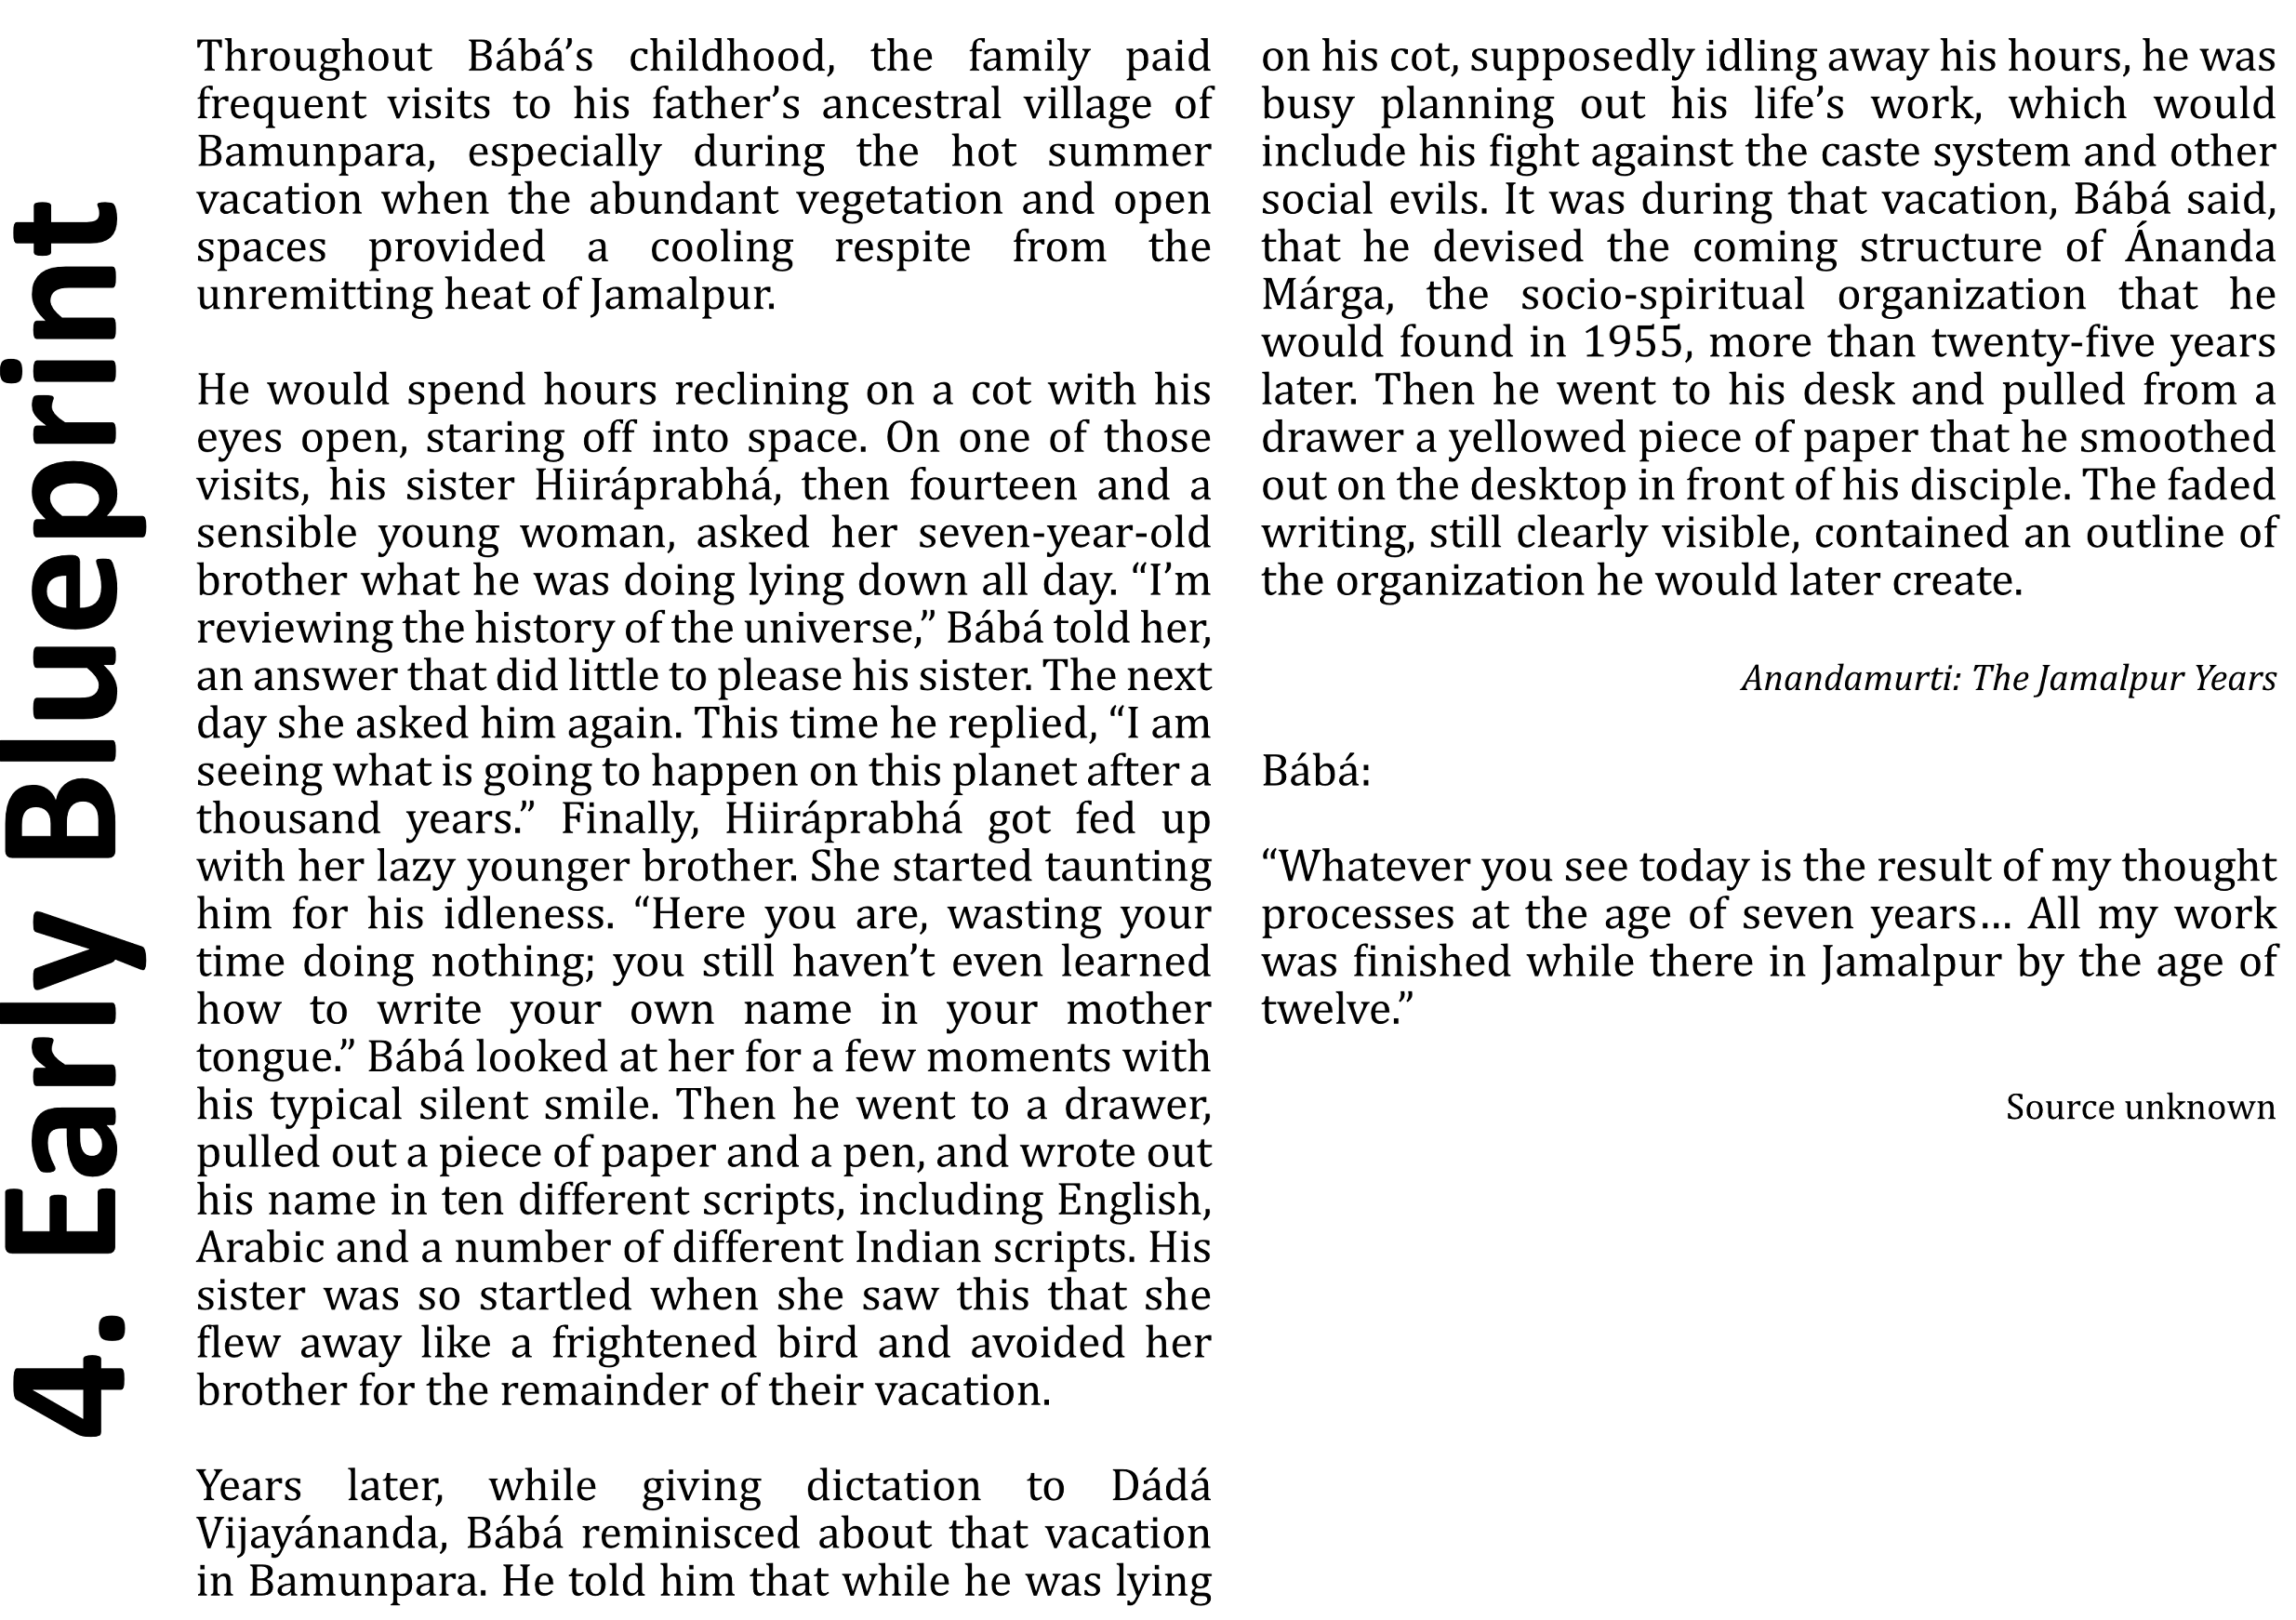 4. Early Blueprint
Throughout Bábá’s childhood, the family paid
frequent visits to his father’s ancestral village of
Bamunpara, especially during the hot summer
vacation when the abundant vegetation and open
spaces provided a cooling respite from the
unremitting heat of Jamalpur.
He would spend hours reclining on a cot with his
eyes open, staring off into space. On one of those
visits, his sister Hiiráprabhá, then fourteen and a
sensible young woman, asked her seven-year-old
brother what he was doing lying down all day. “I’m
reviewing the history of the universe,” Bábá told her,
an answer that did little to please his sister. The next
day she asked him again. This time he replied, “I am
seeing what is going to happen on this planet after a
thousand years.” Finally, Hiiráprabhá got fed up
with her lazy younger brother. She started taunting
him for his idleness. “Here you are, wasting your
time doing nothing; you still haven’t even learned
how to write your own name in your mother
tongue.” Bábá looked at her for a few moments with
his typical silent smile. Then he went to a drawer,
pulled out a piece of paper and a pen, and wrote out
his name in ten different scripts, including English,
Arabic and a number of different Indian scripts. His
sister was so startled when she saw this that she
flew away like a frightened bird and avoided her
brother for the remainder of their vacation.
Years later, while giving dictation to Dádá
Vijayánanda, Bábá reminisced about that vacation
in Bamunpara. He told him that while he was lying
on his cot, supposedly idling away his hours, he was
busy planning out his life’s work, which would
include his fight against the caste system and other
social evils. It was during that vacation, Bábá said,
that he devised the coming structure of Ánanda
Márga, the socio-spiritual organization that he
would found in 1955, more than twenty-five years
later. Then he went to his desk and pulled from a
drawer a yellowed piece of paper that he smoothed
out on the desktop in front of his disciple. The faded
writing, still clearly visible, contained an outline of
the organization he would later create.
Anandamurti: The Jamalpur Years
Bábá:
“Whatever you see today is the result of my thought
processes at the age of seven years… All my work
was finished while there in Jamalpur by the age of
twelve.”
Source unknown